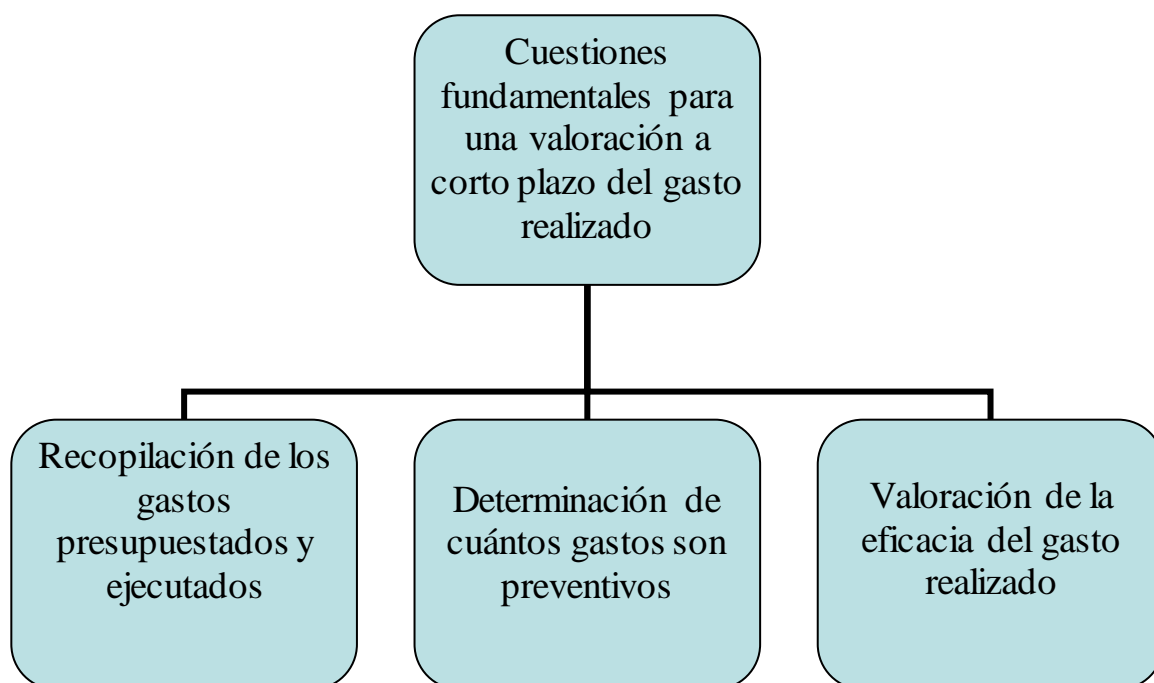 Cuestiones
fundamentales para
una valoración a
corto plazo del gasto
realizado
Recopilación de los
gastos
presupuestados y
ejecutados
Determinación de
cuántos gastos son
preventivos
Valoración de la
eficacia del gasto
realizado